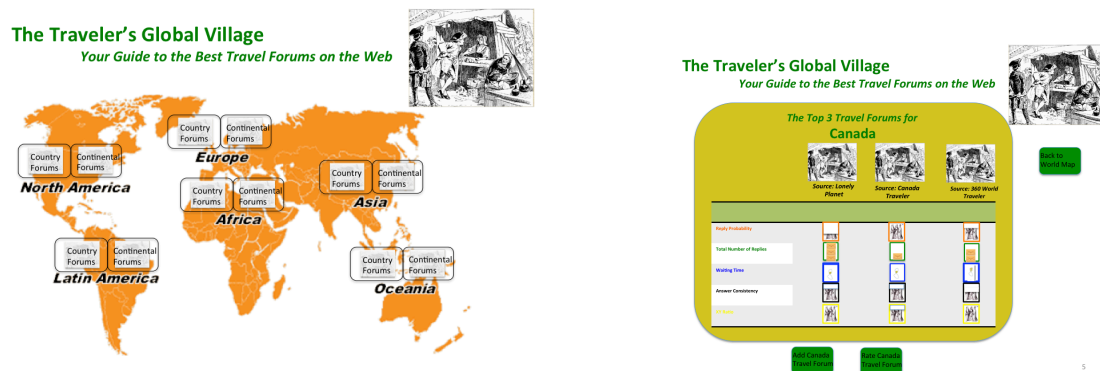 The Traveler's Global Village
Your Guide to the Best Travel Forums on the Web
Country
Forums
Continental
Forums
Europe
Country
Forums
Continental
Forums
North America
Country
Forums
Continental
Forums
Asia
Country
Forums
Continental
Forums
Africa
Country
Forums
Continental
Forums
Latin America
Country
Forums
Continental
Forums
Oceania
The Traveler's Global Village
Your Guide to the Best Travel Forums on the Web
The Top 3 Travel Forums for
Canada
Back to
World Map
Source: Lonely
Planet
Source: Canada
Traveler
Source: 360 World
Traveler
Reply Probability
Total Number of Replies
Waiting Time
Answer Consistency
Add Canada
Travel Forum
Rate Canada
Travel Forum
5